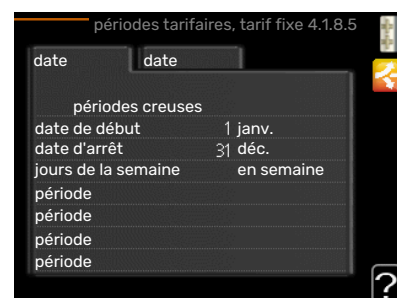 périodes tarifaires, tarif fixe 4.1.8.5
date date
périodes creuses
date de début 1 janv.
date d'arrêt 31 déc.
jours de la semaine en semaine
période
période
période
période
?